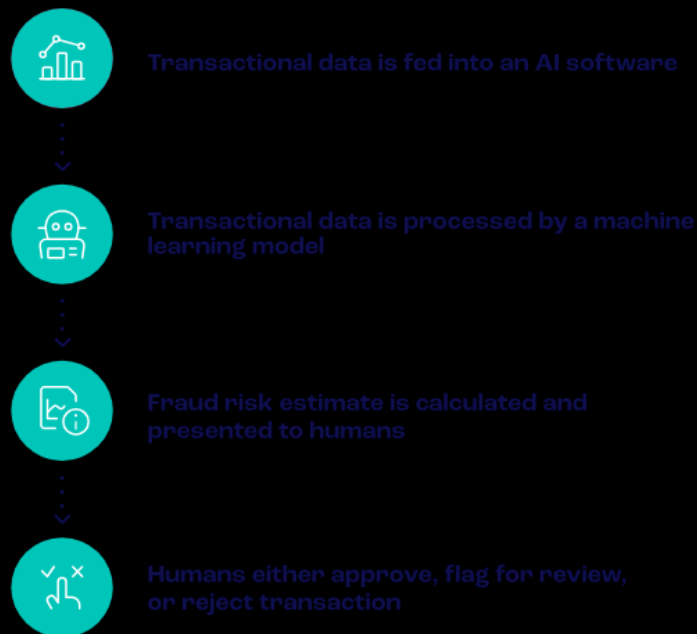 Transactional data is fed into an AI software
Transactional data is processed by a machine
learning model
Fraud risk estimate is calculated and
presented to humans
Humans either approve, flag for review,
or reject transaction